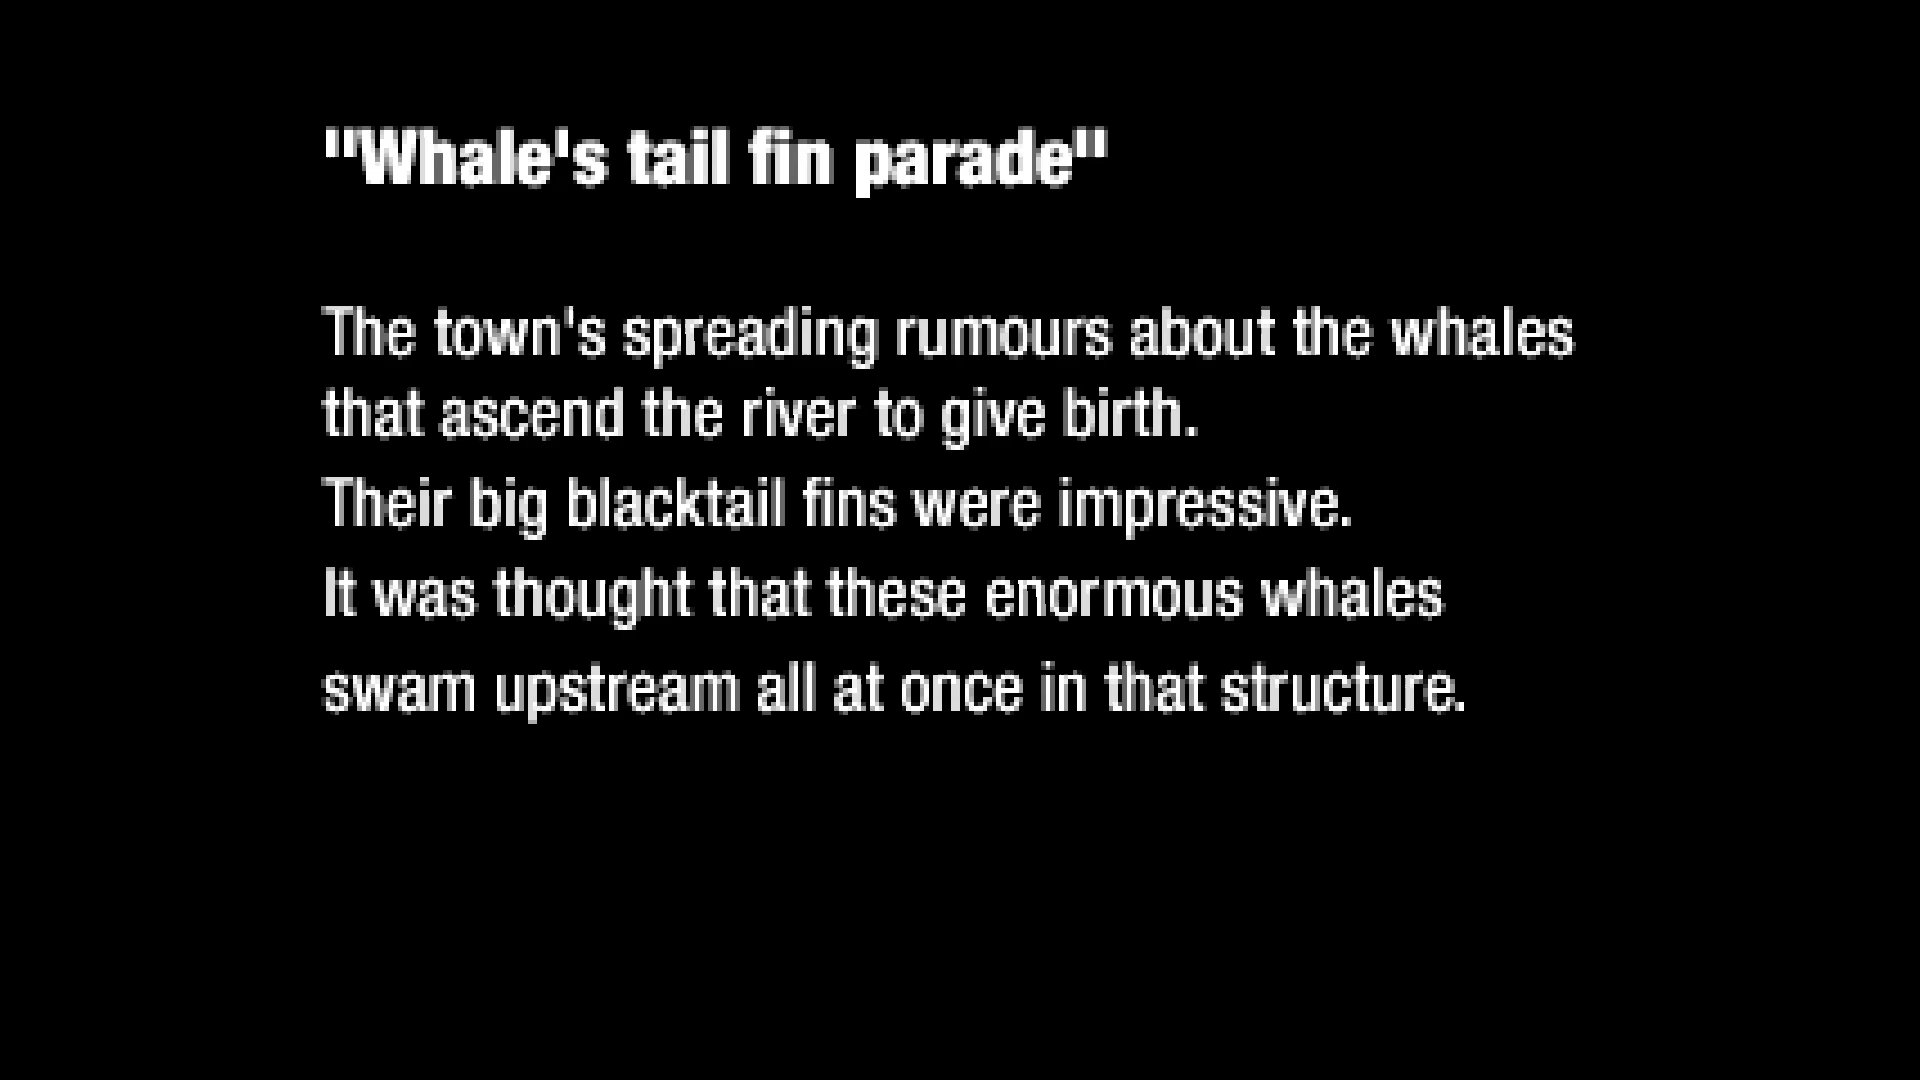 "Whale's tail fin parade"
The town's spreading rumours about the whales
that ascend the river to give birth.
Their big blacktail fins were impressive.
It was thought that these enormous whales
swam upstream all at once in that structure.